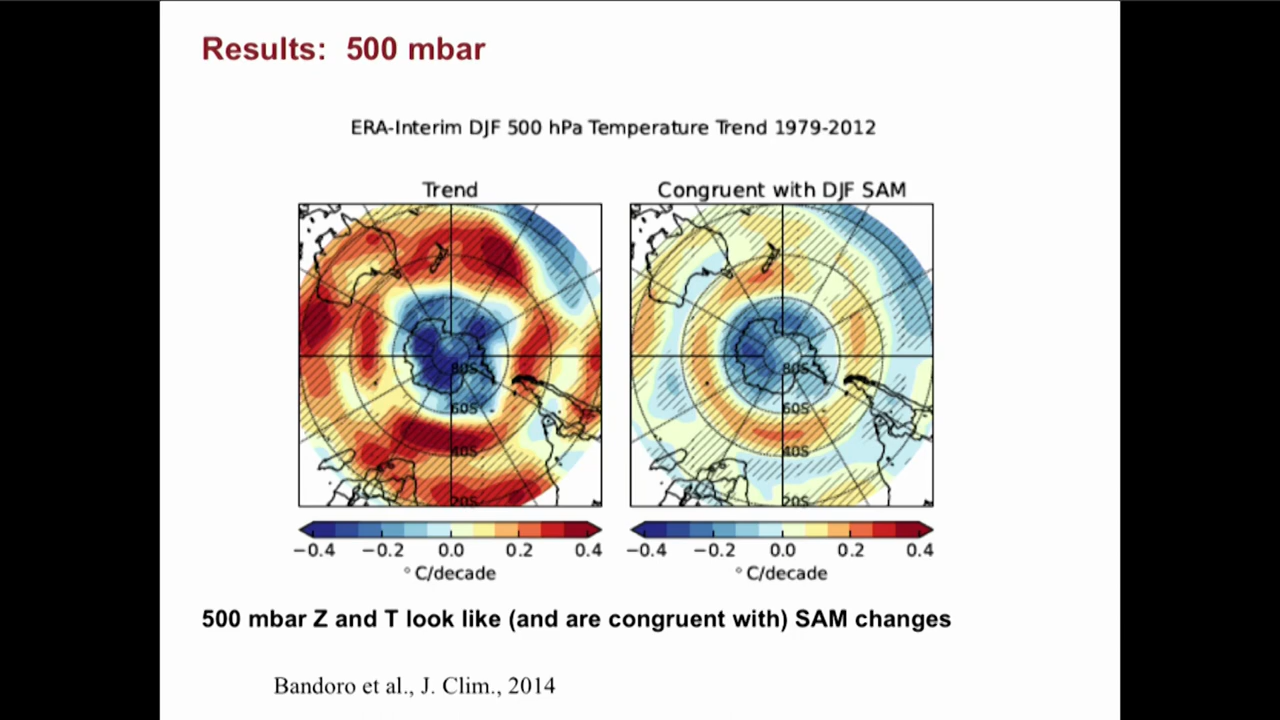 Results: 500 mbar
ERA-Interim DJF 500 hPa Temperature Trend 1979-2012
Trend
Congruent with DJF SAM
80S
60S
40S
20S
80S
60S
40S
20S
−0.4 −0.2 0.0 0.2 0.4
° C/decade
−0.4 −0.2 0.0 0.2 0.4
° C/decade
500 mbar Z and T look like (and are congruent with) SAM changes
Bandoro et al., J. Clim., 2014